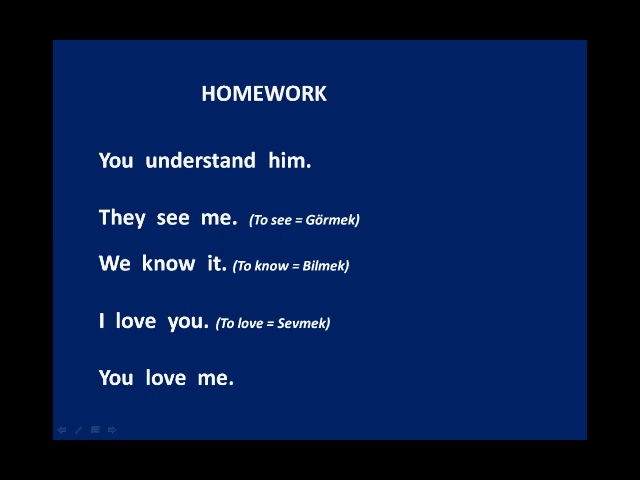 HOMEWORK
You understand him.
They see me. (To see = Görmek)
We know it. (To know = Bilmek)
I love you. (To love = Sevmek)
You love me.